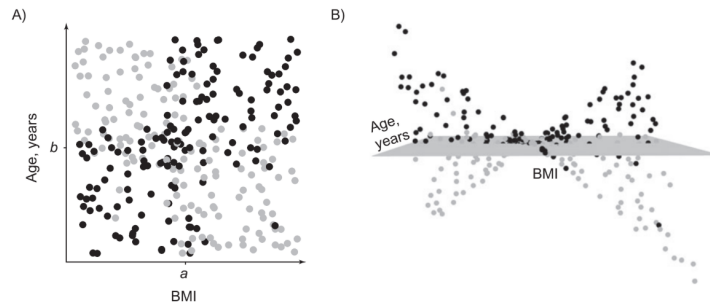 A)
Age, years
b
a
BMI
B)
Age,
years
BMI